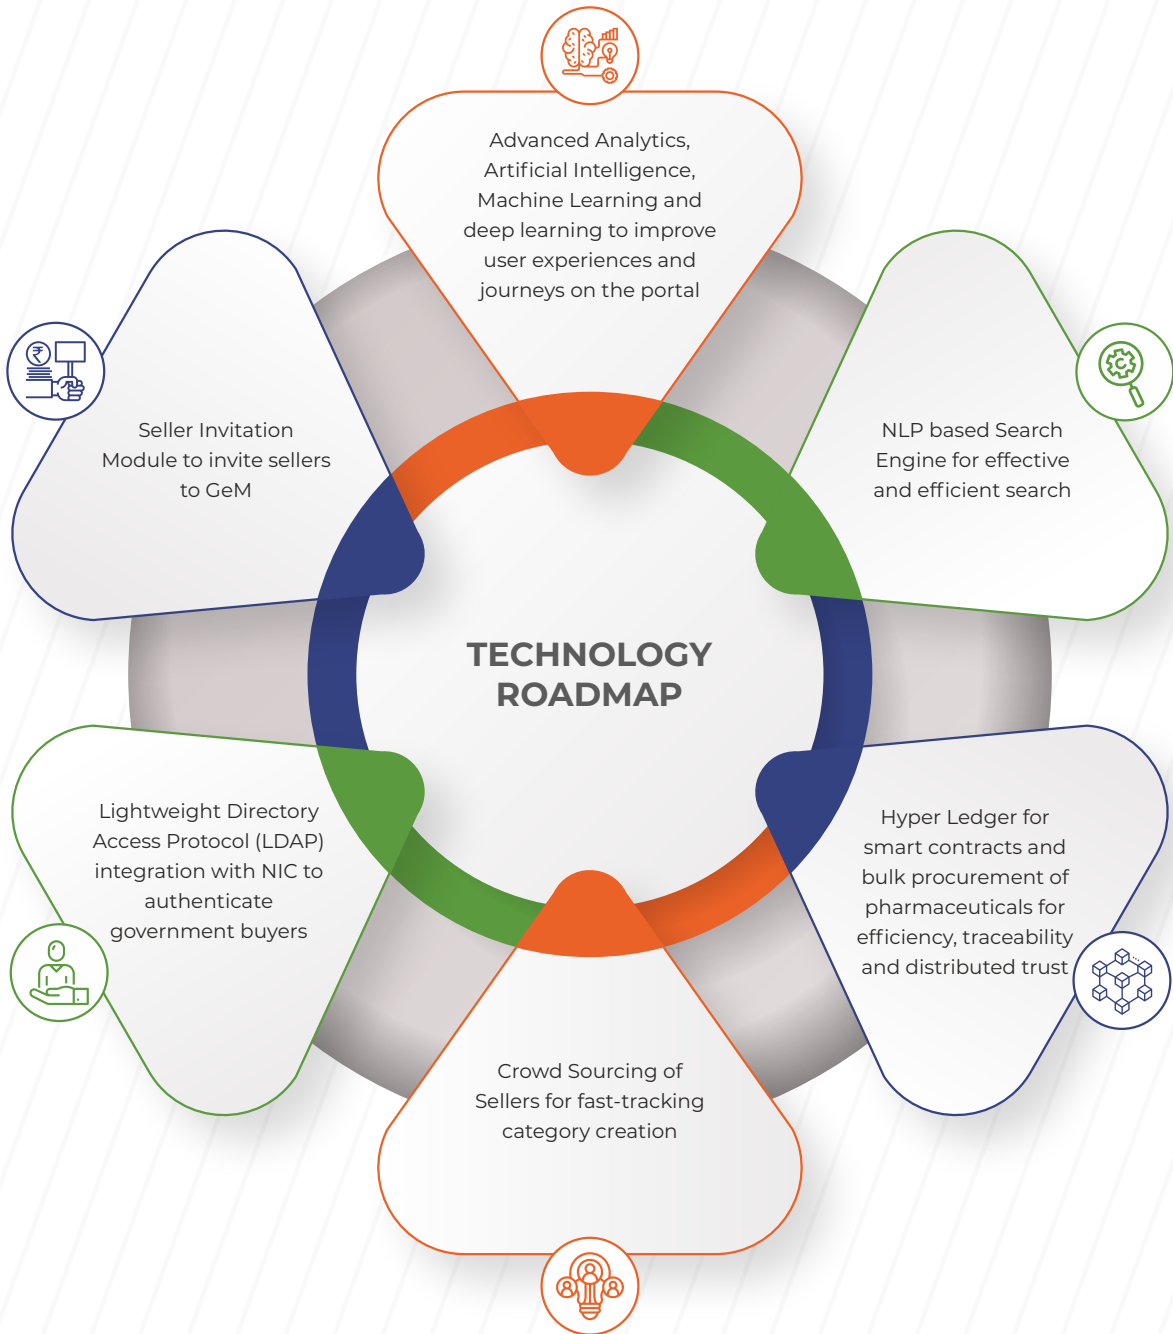 Advanced Analytics,
Artificial Intelligence,
Machine Learning and
deep learning to improve
user experiences and
journeys on the portal
NLP based Search
Engine for effective
and efficient search
Hyper Ledger for
smart contracts and
bulk procurement of
pharmaceuticals for
efficiency, traceability
and distributed trust
Crowd Sourcing of
Sellers for fast-tracking
category creation
Lightweight Directory
Access Protocol (LDAP)
integration with NIC to
authenticate
government buyers
Seller Invitation
Module to invite sellers
to GeM
₹
TECHNOLOGY
ROADMAP